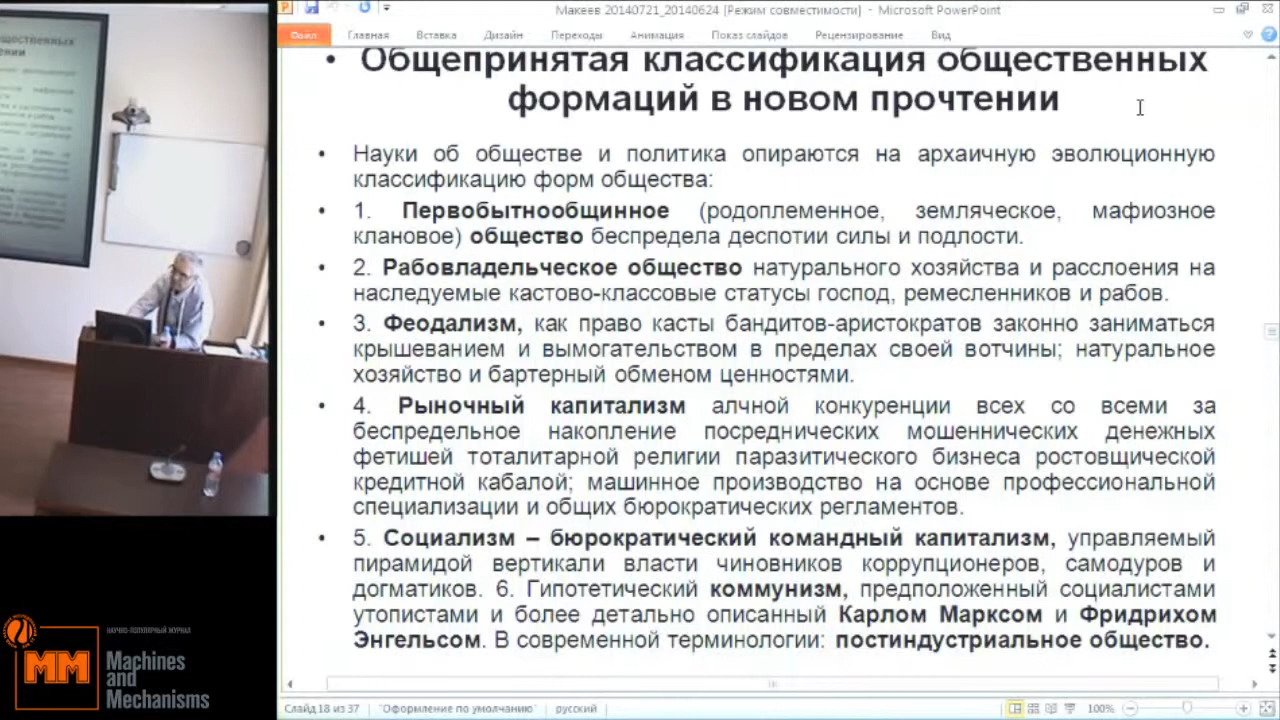 Макеев 20140721_20140624 [Режим совместимости] - Microsoft PowerPoint
Файл Главная Вставка Дизайн Переходы Анимация Показ слайдов Рецензирование Вид
• Общепринятая классификация общественных
формаций в новом прочтении
• Науки об обществе и политика опираются на архаичную эволюционную
классификацию форм общества:
• 1. Первобытнообщинное (родоплеменное, земляческое, мафиозное
клановое) общество беспредела деспотии силы и подлости.
• 2. Рабовладельческое общество натурального хозяйства и расслоения на
наследуемые кастово-классовые статусы господ, ремесленников и рабов.
• 3. Феодализм, как право касты бандитов-аристократов законно заниматься
крышеванием и вымогательством в пределах своей вотчины; натуральное
хозяйство и бартерный обменом ценностями.
• 4. Рыночный капитализм алчной конкуренции всех со всеми за
беспредельное накопление посреднических мошеннических денежных
фетишей тоталитарной религии паразитического бизнеса ростовщической
кредитной кабалой; машинное производство на основе профессиональной
специализации и общих бюрократических регламентов.
• 5. Социализм – бюрократический командный капитализм, управляемый
пирамидой вертикали власти чиновников коррупционеров, самодуров и
догматиков. 6. Гипотетический коммунизм, предположенный социалистами
утопистами и более детально описанный Карлом Марксом и Фридрихом
Энгельсом. В современной терминологии: постиндустриальное общество.
Слайд 18 из 37 "Оформление по умолчанию" русский 100%
НАУЧНО-ПОПУЛЯРНЫЙ ЖУРНАЛ
MM
Machines
and
Mechanisms